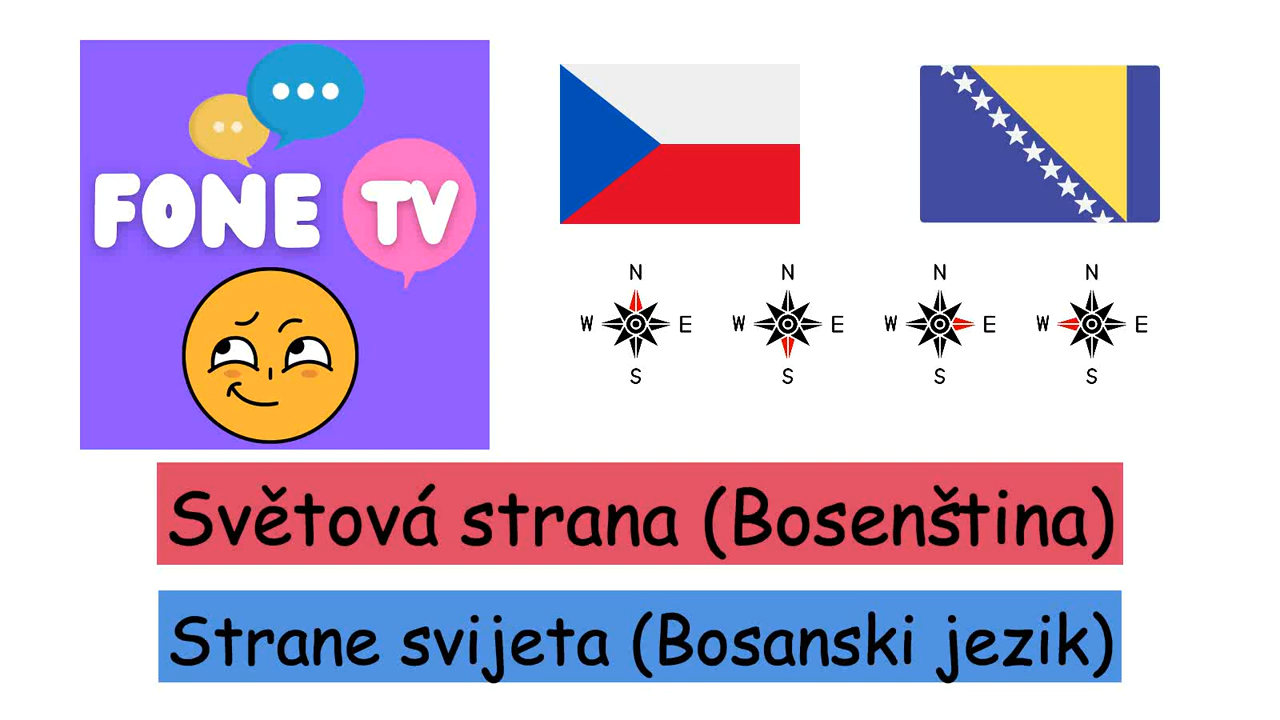 FONE TV
N N N N
W E W E W E W E
S S S S
Světová strana (Bosenština)
Strane svijeta (Bosanski jezik)